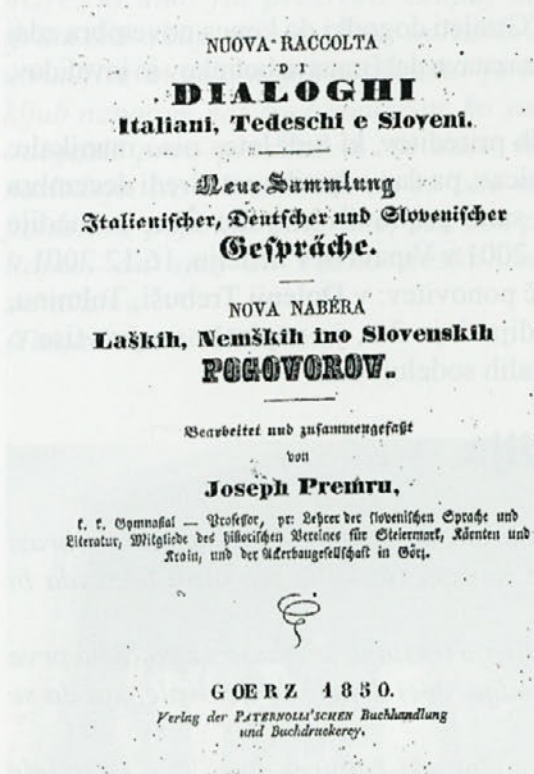 NUOVA RACCOLTA
DI
DIALOGHI
Italiani, Tedeschi e Sloveni.
Neue Sammlung
Italienischer, Deutscher und Slovenischer
Gespräche.
NOVA NABERA
Laških, Nemških ino Slovenskih
POGOVOROV.
Bearbeitet und zusammengefaßt
von
Joseph Premru,
k. k. Gymnasial — Professor, pr: Lehrer der slovenischen Sprache und
Literatur, Mitgliede des historischen Vereines für Steiermark, Kärnten und
Krain, und der Ackerbaugesellschaft in Görz.
GOERZ 1850.
Verlag der PATERNOLLI'SCHEN Buchhandlung
und Buchdruckerey.